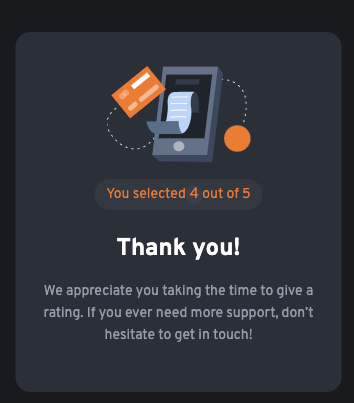 You selected 4 out of 5
Thank you!
We appreciate you taking the time to give a
rating. If you ever need more support, don’t
hesitate to get in touch!